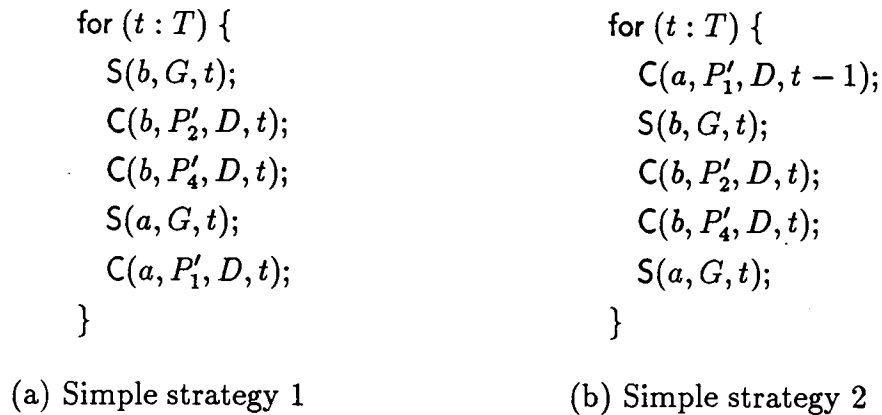 for (t : T) {
S(b, G, t);
C(b, P′₂, D, t);
C(b, P′₄, D, t);
S(a, G, t);
C(a, P′₁, D, t);
}
(a) Simple strategy 1
for (t : T) {
C(a, P′₁, D, t − 1);
S(b, G, t);
C(b, P′₂, D, t);
C(b, P′₄, D, t);
S(a, G, t);
}
(b) Simple strategy 2